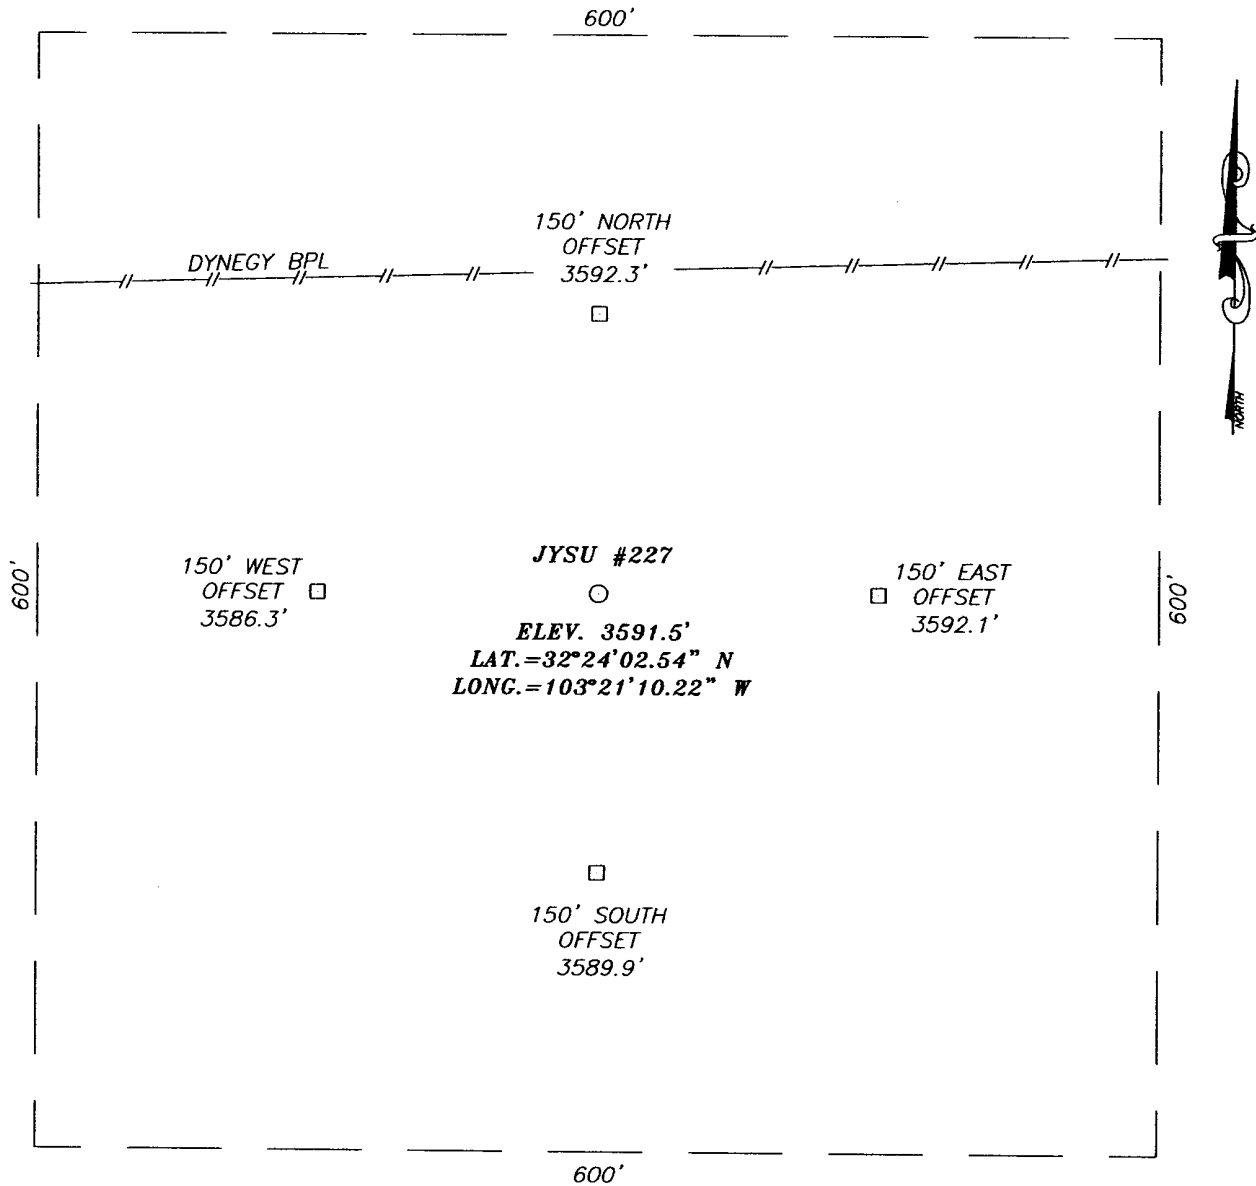 600'
150' NORTH
OFFSET
3592.3'
DYNEGY BPL
NORTH
600'
150' WEST
OFFSET
3586.3'
JYSU #227
ELEV. 3591.5'
LAT.=32°24'02.54" N
LONG.=103°21'10.22" W
150' EAST
OFFSET
3592.1'
600'
150' SOUTH
OFFSET
3589.9'
600'